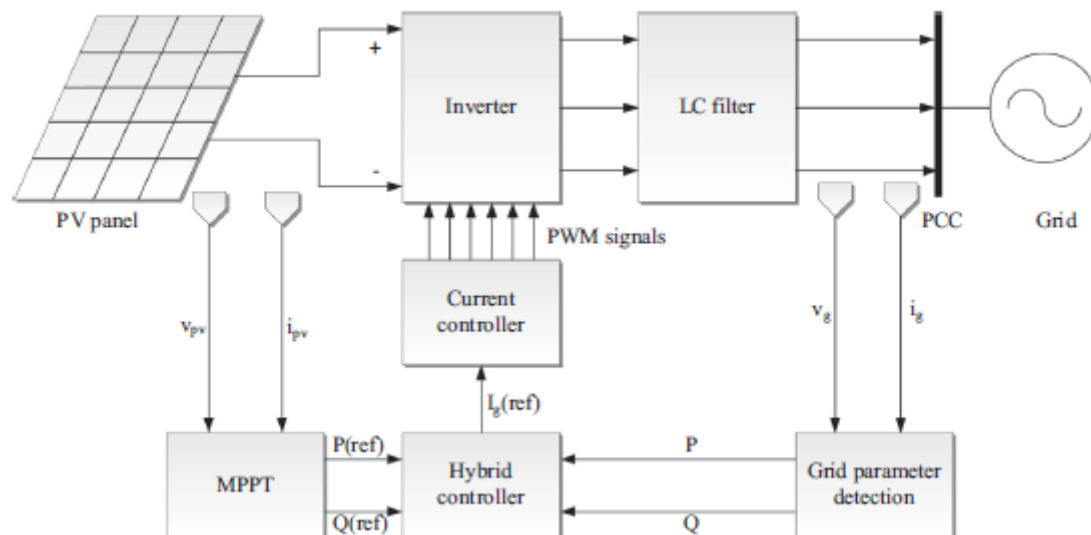 +
Inverter
LC filter
-
PV panel
PWM signals
PCC
Grid
Current
controller
v_pv
i_pv
v_g
i_g
I_g(ref)
P(ref)
P
MPPT
Hybrid
controller
Grid parameter
detection
Q(ref)
Q